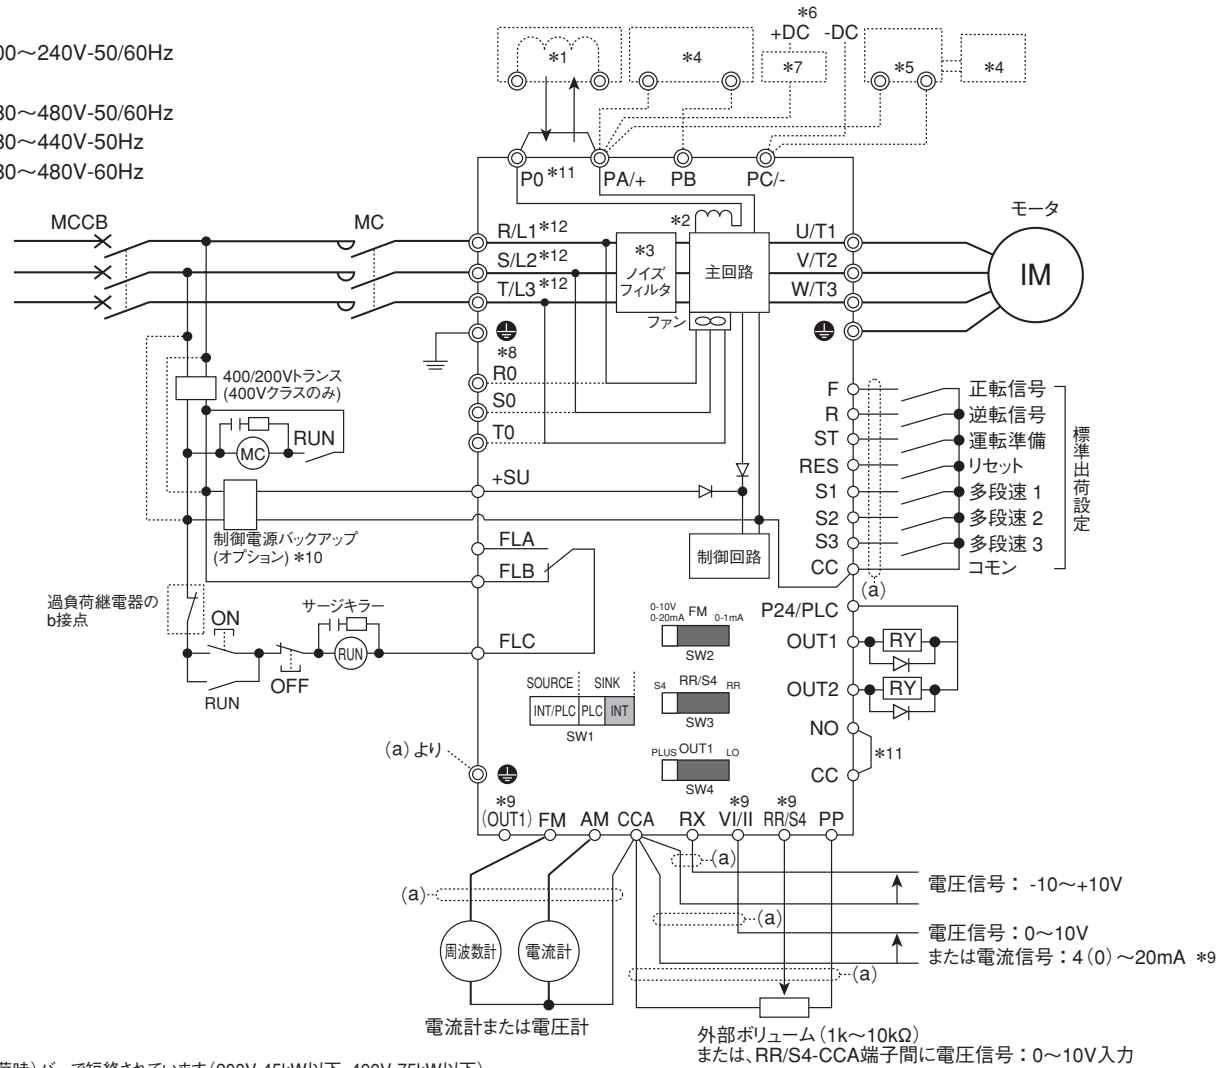 00～240V-50/60Hz
80～480V-50/60Hz
80～440V-50Hz
80～480V-60Hz
*6
+DC -DC
*1
*4
*7
*5
*4
P0 *11
PA/+
PB
PC/-
MCCB
MC
R/L1*12
S/L2*12
T/L3*12
*2
*3
ノイズ
フィルタ
主回路
ファン
U/T1
V/T2
W/T3
モータ
IM
*8
R0
S0
T0
400/200Vトランス
(400Vクラスのみ)
MC
RUN
+SU
制御電源バックアップ
(オプション) *10
制御回路
FLA
FLB
FLC
過負荷継電器の
b接点
ON
OFF
RUN
サージキラー
RUN
F 正転信号
R 逆転信号
ST 運転準備
RES リセット
S1 多段速 1
S2 多段速 2
S3 多段速 3
CC コモン
標準出荷設定
(a)
P24/PLC
OUT1
RY
OUT2
RY
NO
*11
CC
0-10V
0-20mA FM 0-1mA
SW2
SOURCE SINK
INT/PLC PLC INT
SW1
S4 RR/S4 RR
SW3
PLUS OUT1 LO
SW4
(a) より
*9
(OUT1) FM AM CCA RX
*9
VI/II
*9
RR/S4
PP
(a)
(a)
(a)
(a)
周波数計
電流計
電流計または電圧計
電圧信号：-10～+10V
電圧信号：0～10V
または電流信号：4(0)～20mA *9
外部ボリューム(1k～10kΩ)
または、RR/S4-CCA端子間に電圧信号：0～10V入力